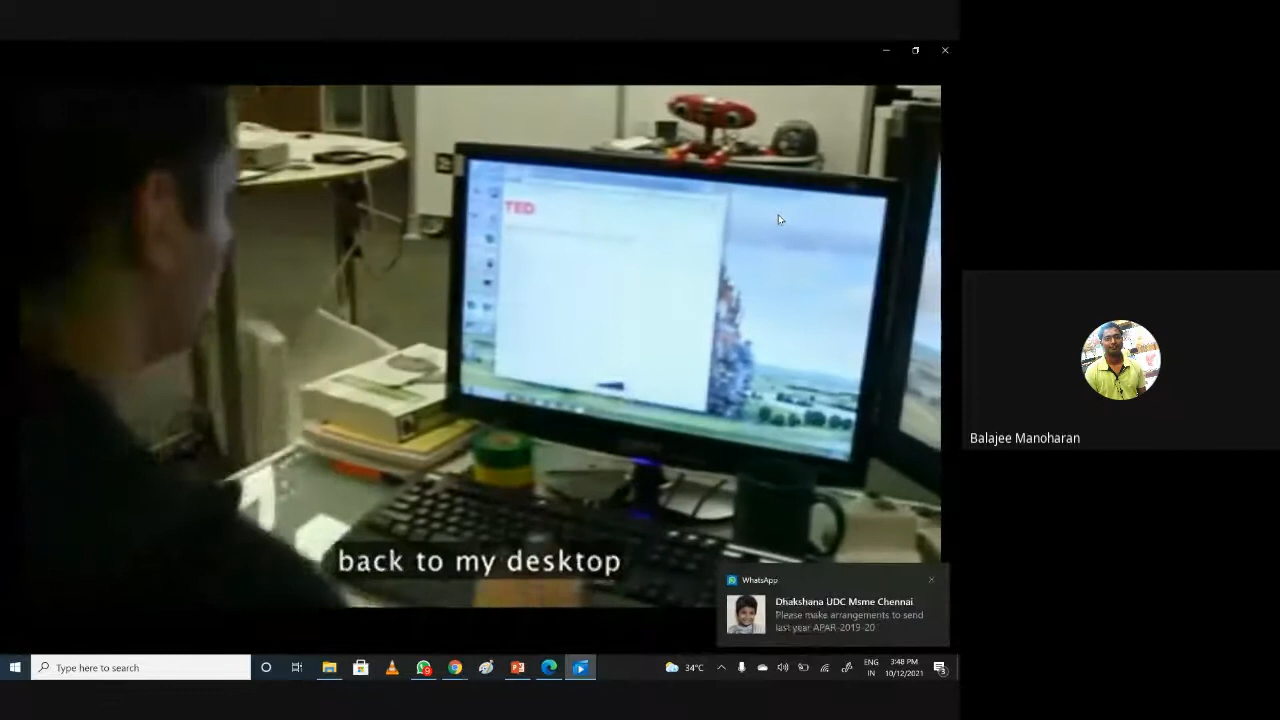 TED
back to my desktop
WhatsApp
Dhakshana UDC Msme Chennai
Please make arrangements to send
last year APAR-2019-20
Balajee Manoharan
Type here to search
9
34°C
ENG
IN
3:48 PM
10/12/2021